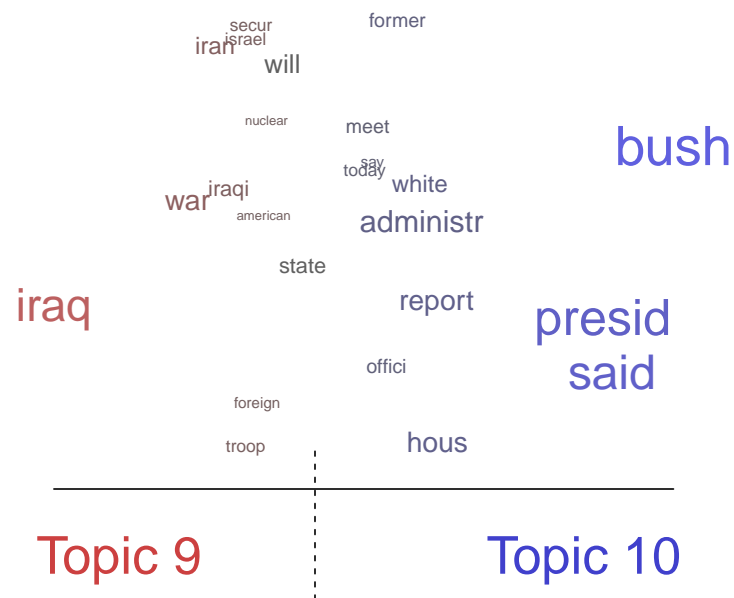 former
secur
israel
iran
will
nuclear
meet
bush
say
today
white
iraqi
war
american
administr
state
report
iraq
presid
offici
said
foreign
hous
troop
Topic 9 Topic 10